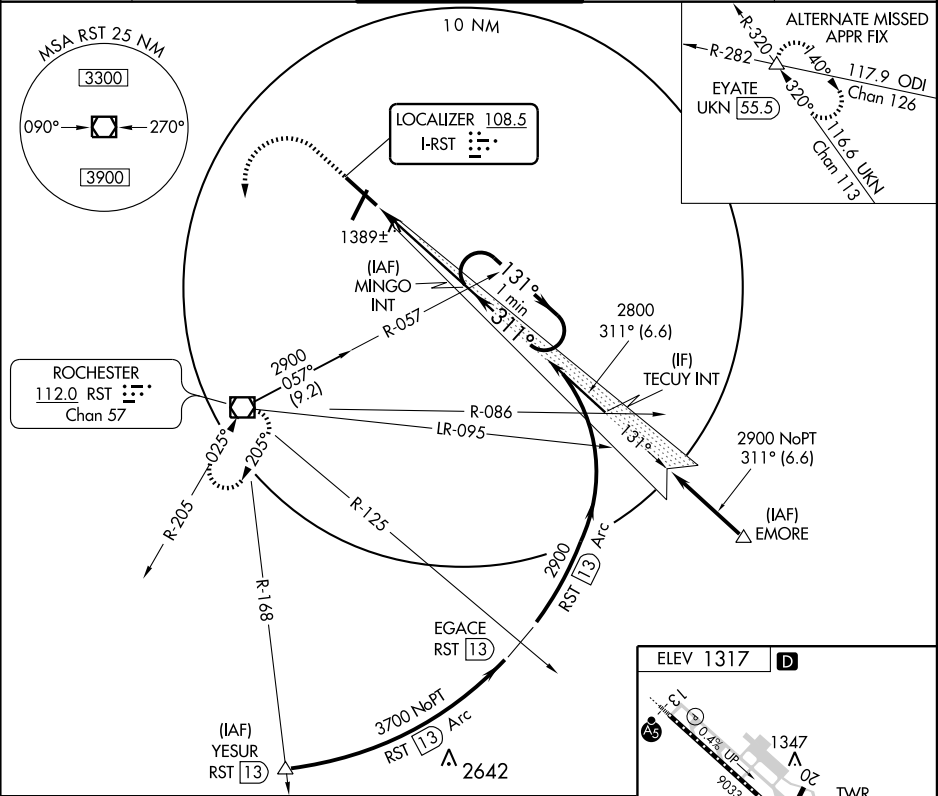 MSA RST 25 NM
3300
090°
270°
3900
10 NM
ALTERNATE MISSED
APPR FIX
R-320
R-282
140°
117.9 ODI
Chan 126
EYATE
UKN 55.5
320°
116.6 UKN
Chan 113
LOCALIZER 108.5
I-RST
1389±
(IAF)
MINGO
INT
131°
1 min
311°
R-057
2800
311° (6.6)
(IF)
TECUY INT
ROCHESTER
112.0 RST
Chan 57
2900
057°
(9.2)
R-086
LR-095
131°
2900 NoPT
311° (6.6)
(IAF)
EMORE
025°
205°
R-205
R-125
R-168
2900
RST 13 Arc
EGACE
RST 13
3700 NoPT
RST 13 Arc
(IAF)
YESUR
RST 13
2642
ELEV 1317
D
13
P
0.4% UP
A5
1347
20
9033
TWR